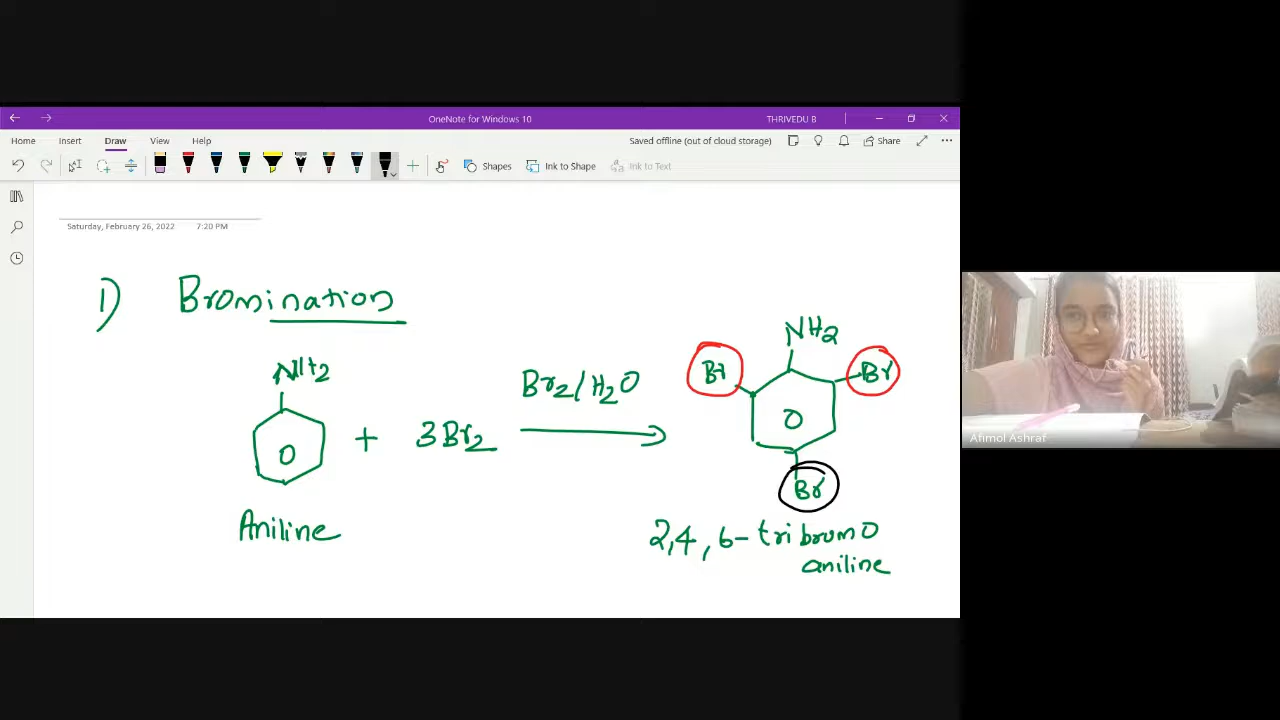 OneNote for Windows 10
THRIVEDU B
Home Insert Draw View Help
Saved offline (out of cloud storage)
Share
Shapes
Ink to Shape
Ink to Text
Saturday, February 26, 2022 7:20 PM
1) Bromination
NH2
Aniline
+ 3Br2
Br2/H2O
NH2
Br
Br
Br
2,4,6-tribromo
aniline
Afimol Ashraf